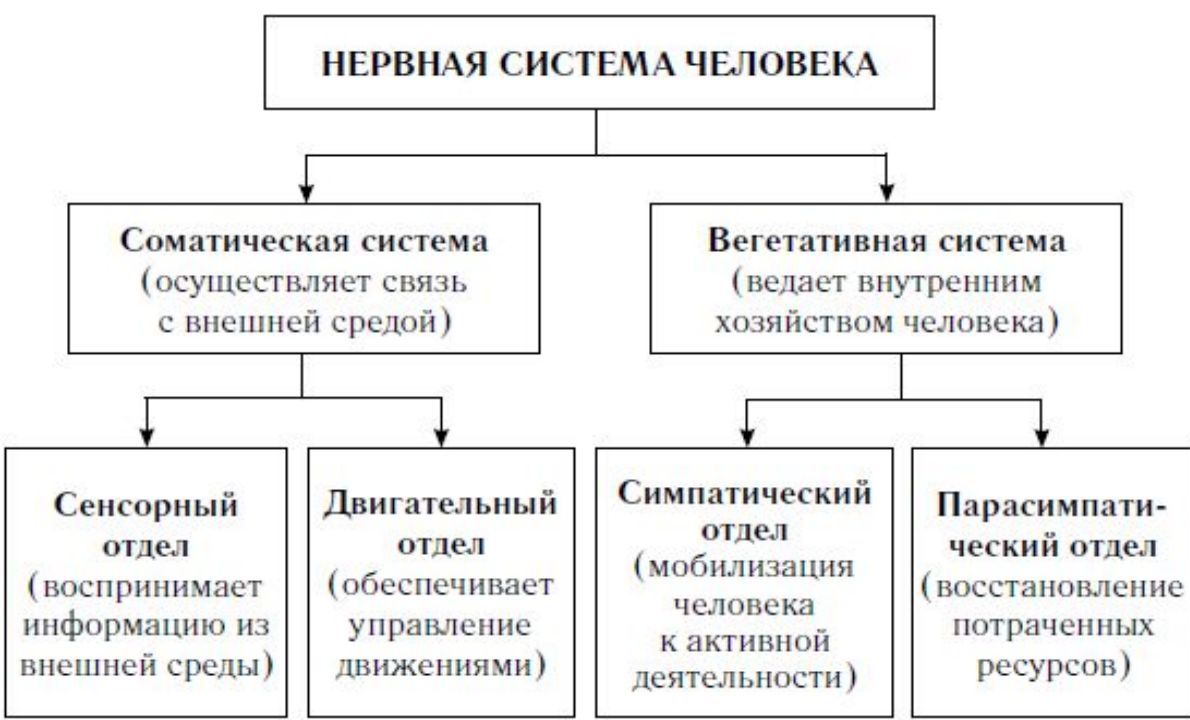 НЕРВНАЯ СИСТЕМА ЧЕЛОВЕКА
Соматическая система
(осуществляет связь
с внешней средой)
Вегетативная система
(ведает внутренним
хозяйством человека)
Сенсорный
отдел
(воспринимает
информацию из
внешней среды)
Двигательный
отдел
(обеспечивает
управление
движениями)
Симпатический
отдел
(мобилизация
человека
к активной
деятельности)
Парасимпати-
ческий отдел
(восстановление
потраченных
ресурсов)